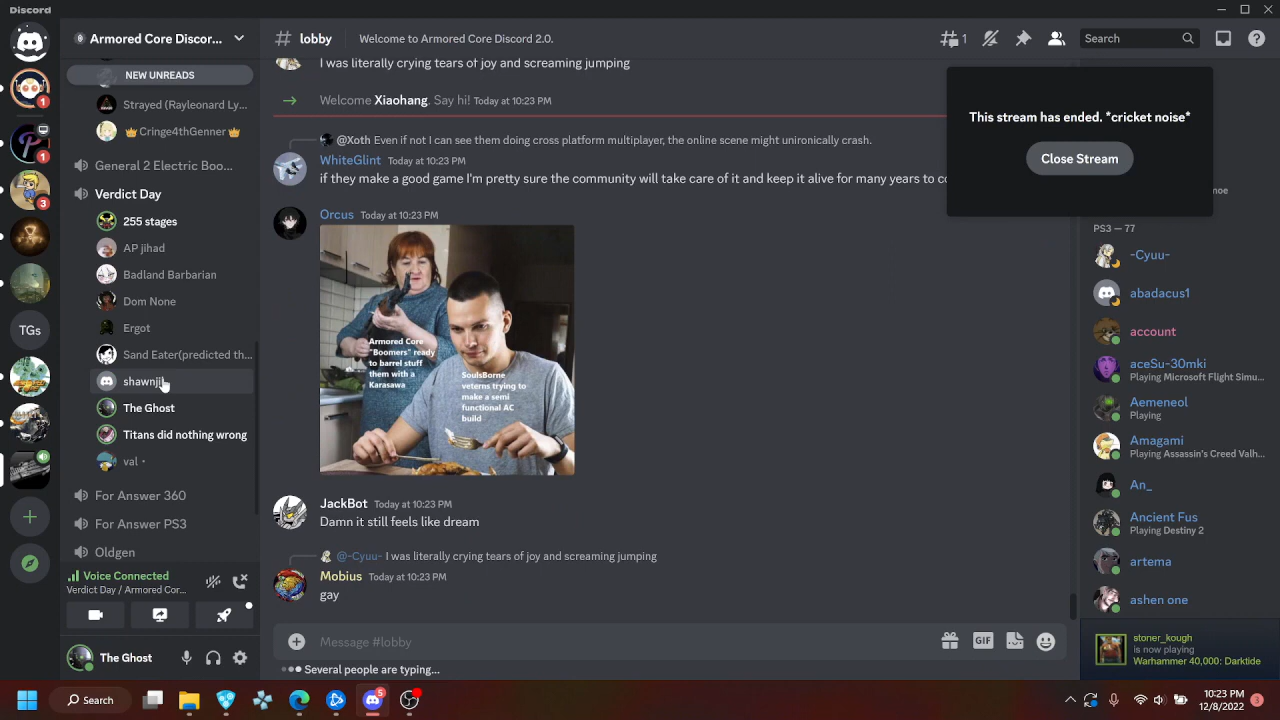 Discord
Armored Core Discor...
lobby
Welcome to Armored Core Discord 2.0.
1
Search
NEW UNREADS
Strayed (Rayleonard Ly...
Cringe4thGenner
General 2 Electric Boo...
Verdict Day
255 stages
AP jihad
Badland Barbarian
Dom None
Ergot
Sand Eater(predicted th...
shawnjil
The Ghost
Titans did nothing wrong
val
For Answer 360
For Answer PS3
Oldgen
Voice Connected
Verdict Day / Armored Cor...
The Ghost
1
1
3
TGs
I was literally crying tears of joy and screaming jumping
Welcome Xiaohang. Say hi! Today at 10:23 PM
@Xoth Even if not I can see them doing cross platform multiplayer, the online scene might unironically crash.
WhiteGlint Today at 10:23 PM
if they make a good game I'm pretty sure the community will take care of it and keep it alive for many years to co
Orcus Today at 10:23 PM
Armored Core
"Boomers" ready
to barrel stuff
them with a
Karasawa
SoulsBorne
veterns trying to
make a semi
functional AC
build
JackBot Today at 10:23 PM
Damn it still feels like dream
@-Cyuu- I was literally crying tears of joy and screaming jumping
Mobius Today at 10:23 PM
gay
Message #lobby
GIF
Several people are typing...
This stream has ended. *cricket noise*
Close Stream
noe
PS3 — 77
-Cyuu-
abadacus1
account
aceSu-30mki
Playing Microsoft Flight Simu...
Aemeneol
Playing
Amagami
Playing Assassin's Creed Valh...
An_
Ancient Fus
Playing Destiny 2
artema
ashen one
stoner_kough
is now playing
Warhammer 40,000: Darktide
Search
5
10:23 PM
12/8/2022
3